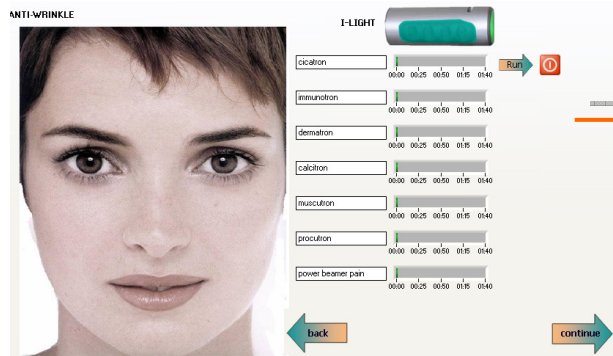 ANTI-WRINKLE
I-LIGHT
cicatron
Run
00:00 00:25 00:50 01:15 01:40
immunotron
00:00 00:25 00:50 01:15 01:40
dermatron
00:00 00:25 00:50 01:15 01:40
calcitron
00:00 00:25 00:50 01:15 01:40
muscutron
00:00 00:25 00:50 01:15 01:40
procutron
00:00 00:25 00:50 01:15 01:40
power beamer pain
00:00 00:25 00:50 01:15 01:40
back
continue